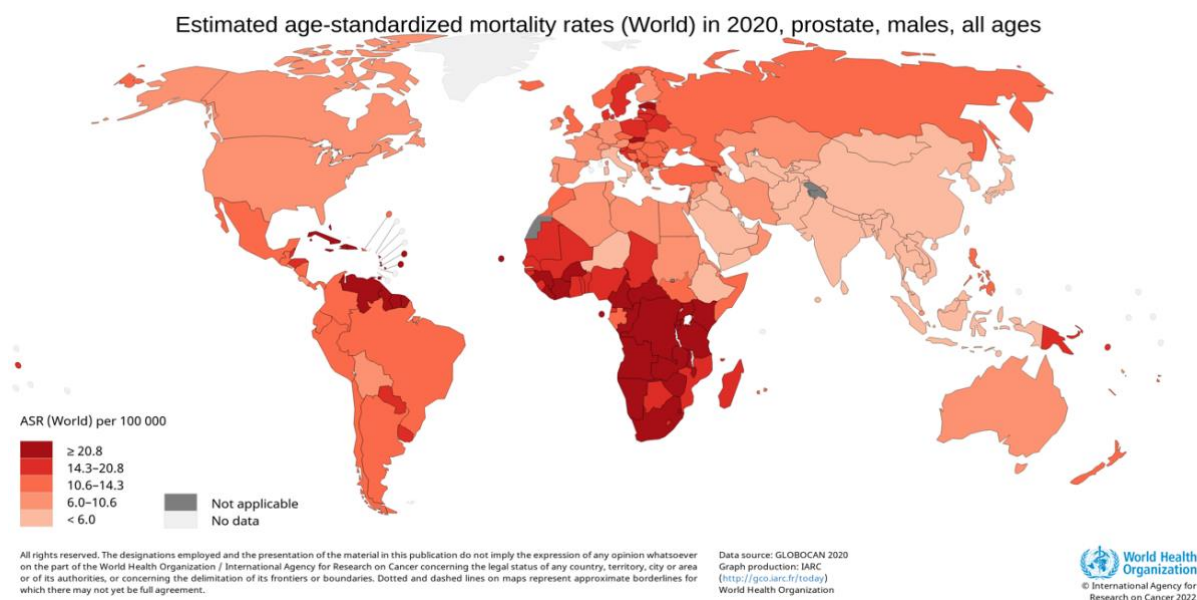 Estimated age-standardized mortality rates (World) in 2020, prostate, males, all ages
ASR (World) per 100 000
≥ 20.8
14.3–20.8
10.6–14.3
6.0–10.6
< 6.0
Not applicable
No data
All rights reserved. The designations employed and the presentation of the material in this publication do not imply the expression of any opinion whatsoever
on the part of the World Health Organization / International Agency for Research on Cancer concerning the legal status of any country, territory, city or area
or of its authorities, or concerning the delimitation of its frontiers or boundaries. Dotted and dashed lines on maps represent approximate borderlines for
which there may not yet be full agreement.
Data source: GLOBOCAN 2020
Graph production: IARC
(http://gco.iarc.fr/today)
World Health Organization
World Health
Organization
© International Agency for
Research on Cancer 2022